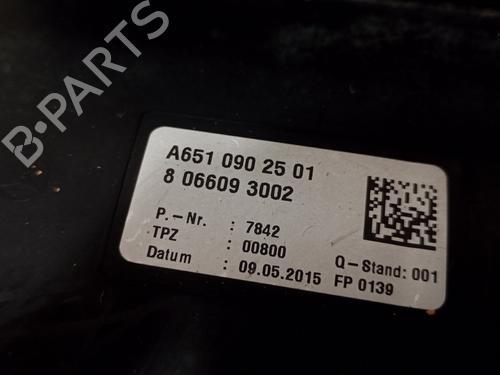 B-PARTS
A651 090 25 01
8 066093 3002
P.-Nr. : 7842
TPZ : 00800
Datum : 09.05.2015
Q-Stand: 001
FP 0139